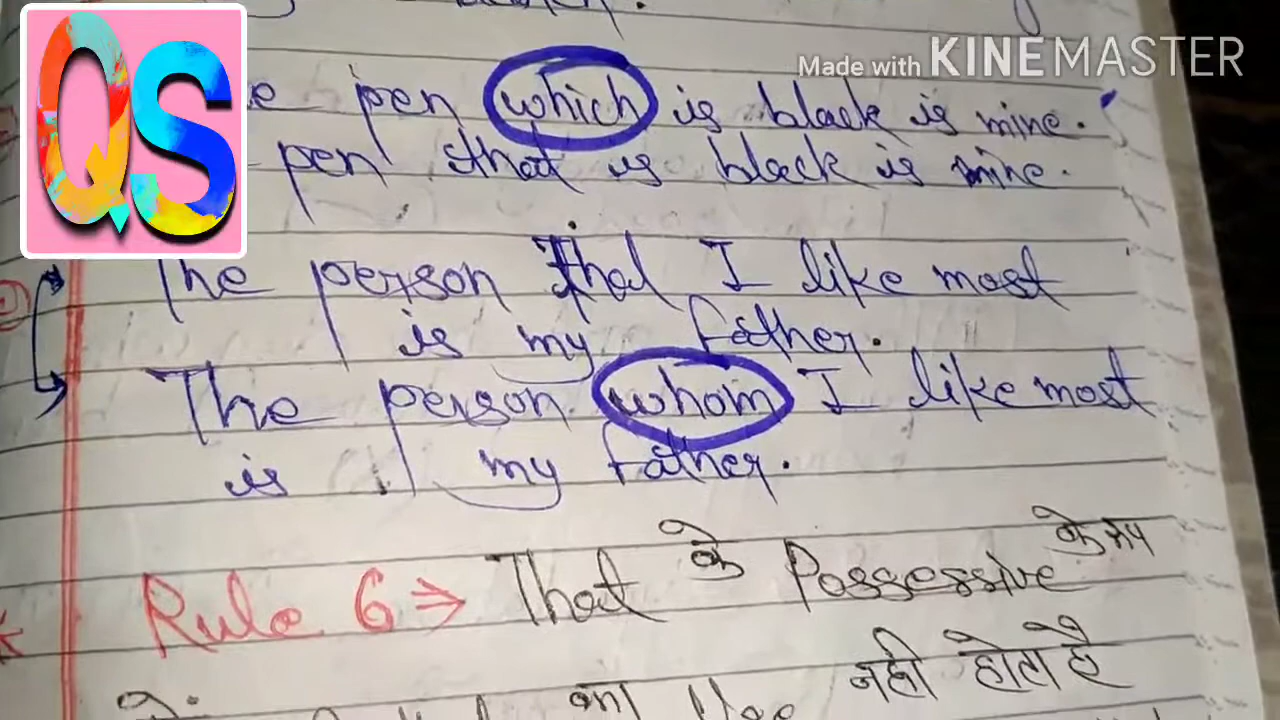 Made with KINEMASTER
QS
e pen which is black is mine.
pen that is black is mine.
The person that I like most
is my father.
The person whom I like most
is my father.
Rule 6 ⇒ That के Possessive के रूप
नही होता है
का Use